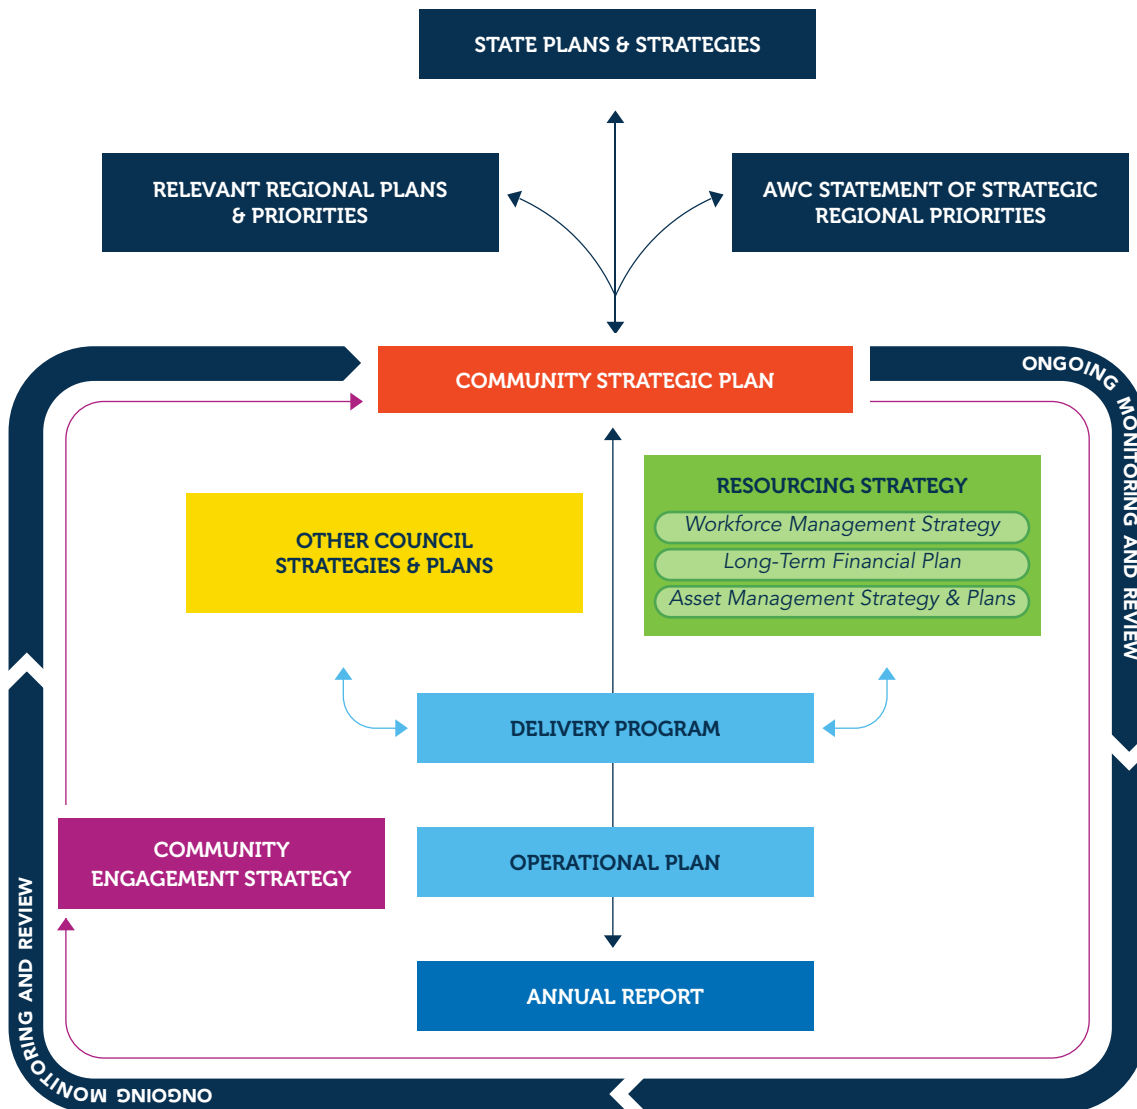 STATE PLANS & STRATEGIES
RELEVANT REGIONAL PLANS
& PRIORITIES
AWC STATEMENT OF STRATEGIC
REGIONAL PRIORITIES
COMMUNITY STRATEGIC PLAN
ONGOING MONITORING AND REVIEW
OTHER COUNCIL
STRATEGIES & PLANS
RESOURCING STRATEGY
Workforce Management Strategy
Long-Term Financial Plan
Asset Management Strategy & Plans
DELIVERY PROGRAM
COMMUNITY
ENGAGEMENT STRATEGY
OPERATIONAL PLAN
ANNUAL REPORT
ONGOING MONITORING AND REVIEW